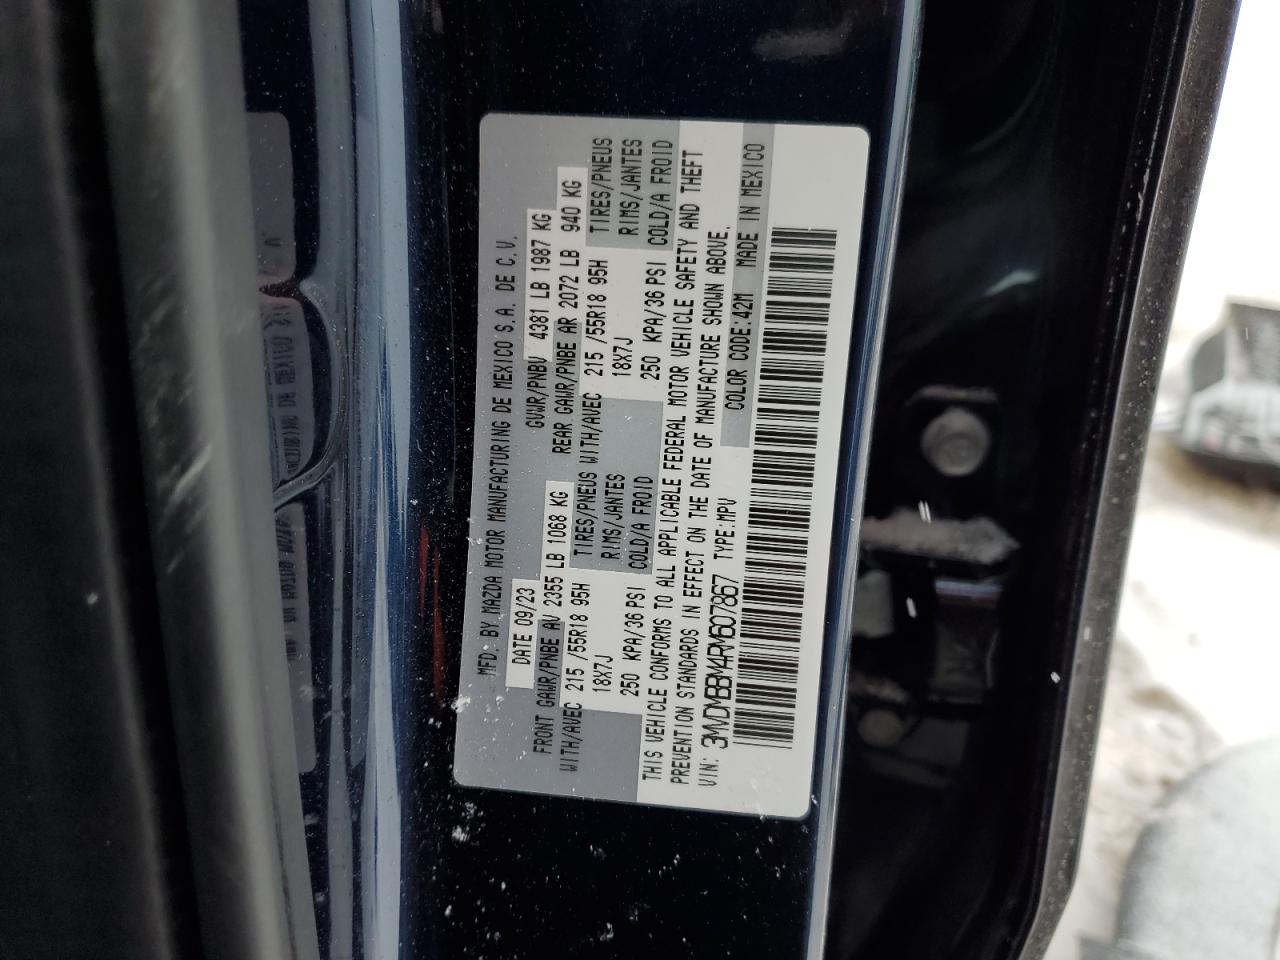 MFD. BY MAZDA MOTOR MANUFACTURING DE MEXICO S.A. DE C.V.
DATE 09/23 GVWR/PNBV 4381 LB 1987 KG
FRONT GAWR/PNBE AV 2355 LB 1068 KG REAR GAWR/PNBE AR 2072 LB 940 KG
WITH/AVEC 215 /55R18 95H TIRES/PNEUS WITH/AVEC 215 /55R18 95H TIRES/PNEUS
18X7J RIMS/JANTES 18X7J RIMS/JANTES
250 KPA/36 PSI COLD/A FROID 250 KPA/36 PSI COLD/A FROID
THIS VEHICLE CONFORMS TO ALL APPLICABLE FEDERAL MOTOR VEHICLE SAFETY AND THEFT
PREVENTION STANDARDS IN EFFECT ON THE DATE OF MANUFACTURE SHOWN ABOVE.
VIN: 3MVDMBBM4RM607867 TYPE:MPV COLOR CODE:42M MADE IN MEXICO